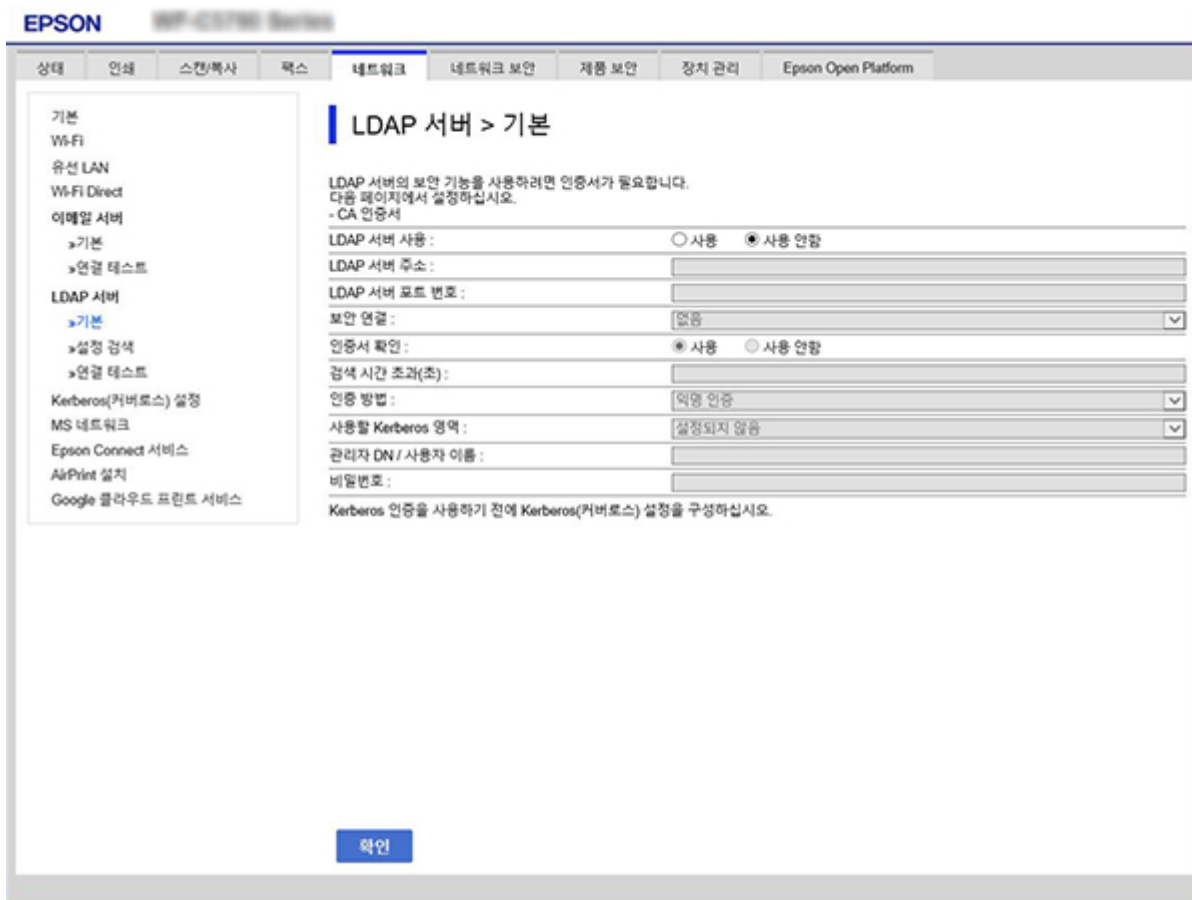 EPSON
상태 인쇄 스캔/복사 팩스 네트워크 네트워크 보안 제품 보안 장치 관리 Epson Open Platform
기본
Wi-Fi
유선 LAN
Wi-Fi Direct
이메일 서버
»기본
»연결 테스트
LDAP 서버
»기본
»설정 검색
»연결 테스트
Kerberos(커버로스) 설정
MS 네트워크
Epson Connect 서비스
AirPrint 설치
Google 클라우드 프린트 서비스
LDAP 서버 > 기본
LDAP 서버의 보안 기능을 사용하려면 인증서가 필요합니다.
다음 페이지에서 설정하십시오.
- CA 인증서
LDAP 서버 사용 : 사용 사용 안함
LDAP 서버 주소 :
LDAP 서버 포트 번호 :
보안 연결 : 없음
인증서 확인 : 사용 사용 안함
검색 시간 초과(초) :
인증 방법 : 익명 인증
사용할 Kerberos 영역 : 설정되지 않음
관리자 DN / 사용자 이름 :
비밀번호 :
Kerberos 인증을 사용하기 전에 Kerberos(커버로스) 설정을 구성하십시오.
확인